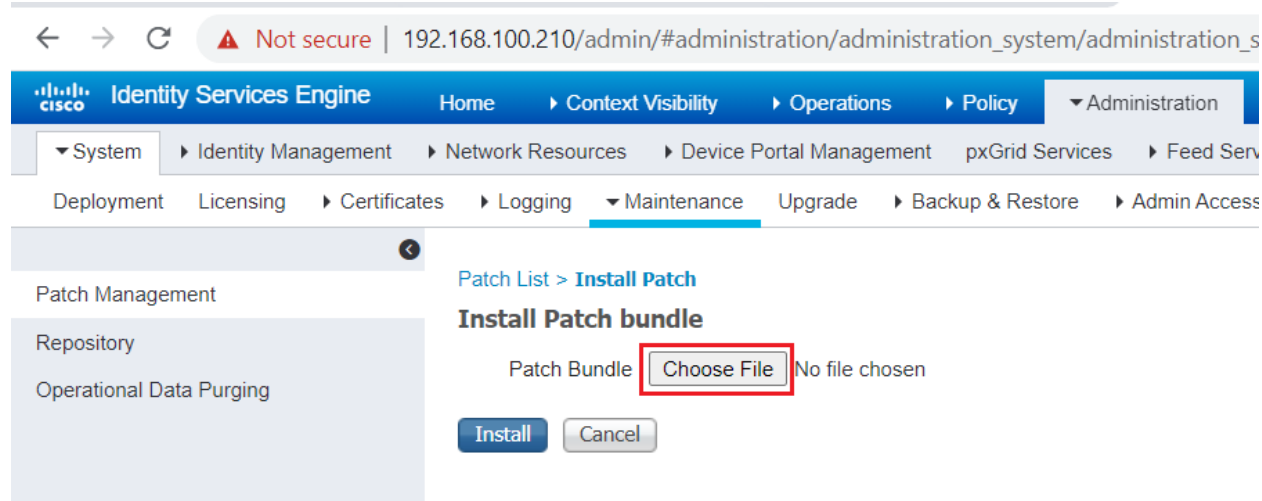 Not secure | 192.168.100.210/admin/#administration/administration_system/administration_s
cisco Identity Services Engine Home Context Visibility Operations Policy Administration
System Identity Management Network Resources Device Portal Management pxGrid Services Feed Serv
Deployment Licensing Certificates Logging Maintenance Upgrade Backup & Restore Admin Access
Patch List > Install Patch
Patch Management
Install Patch bundle
Repository
Patch Bundle Choose File No file chosen
Operational Data Purging
Install Cancel